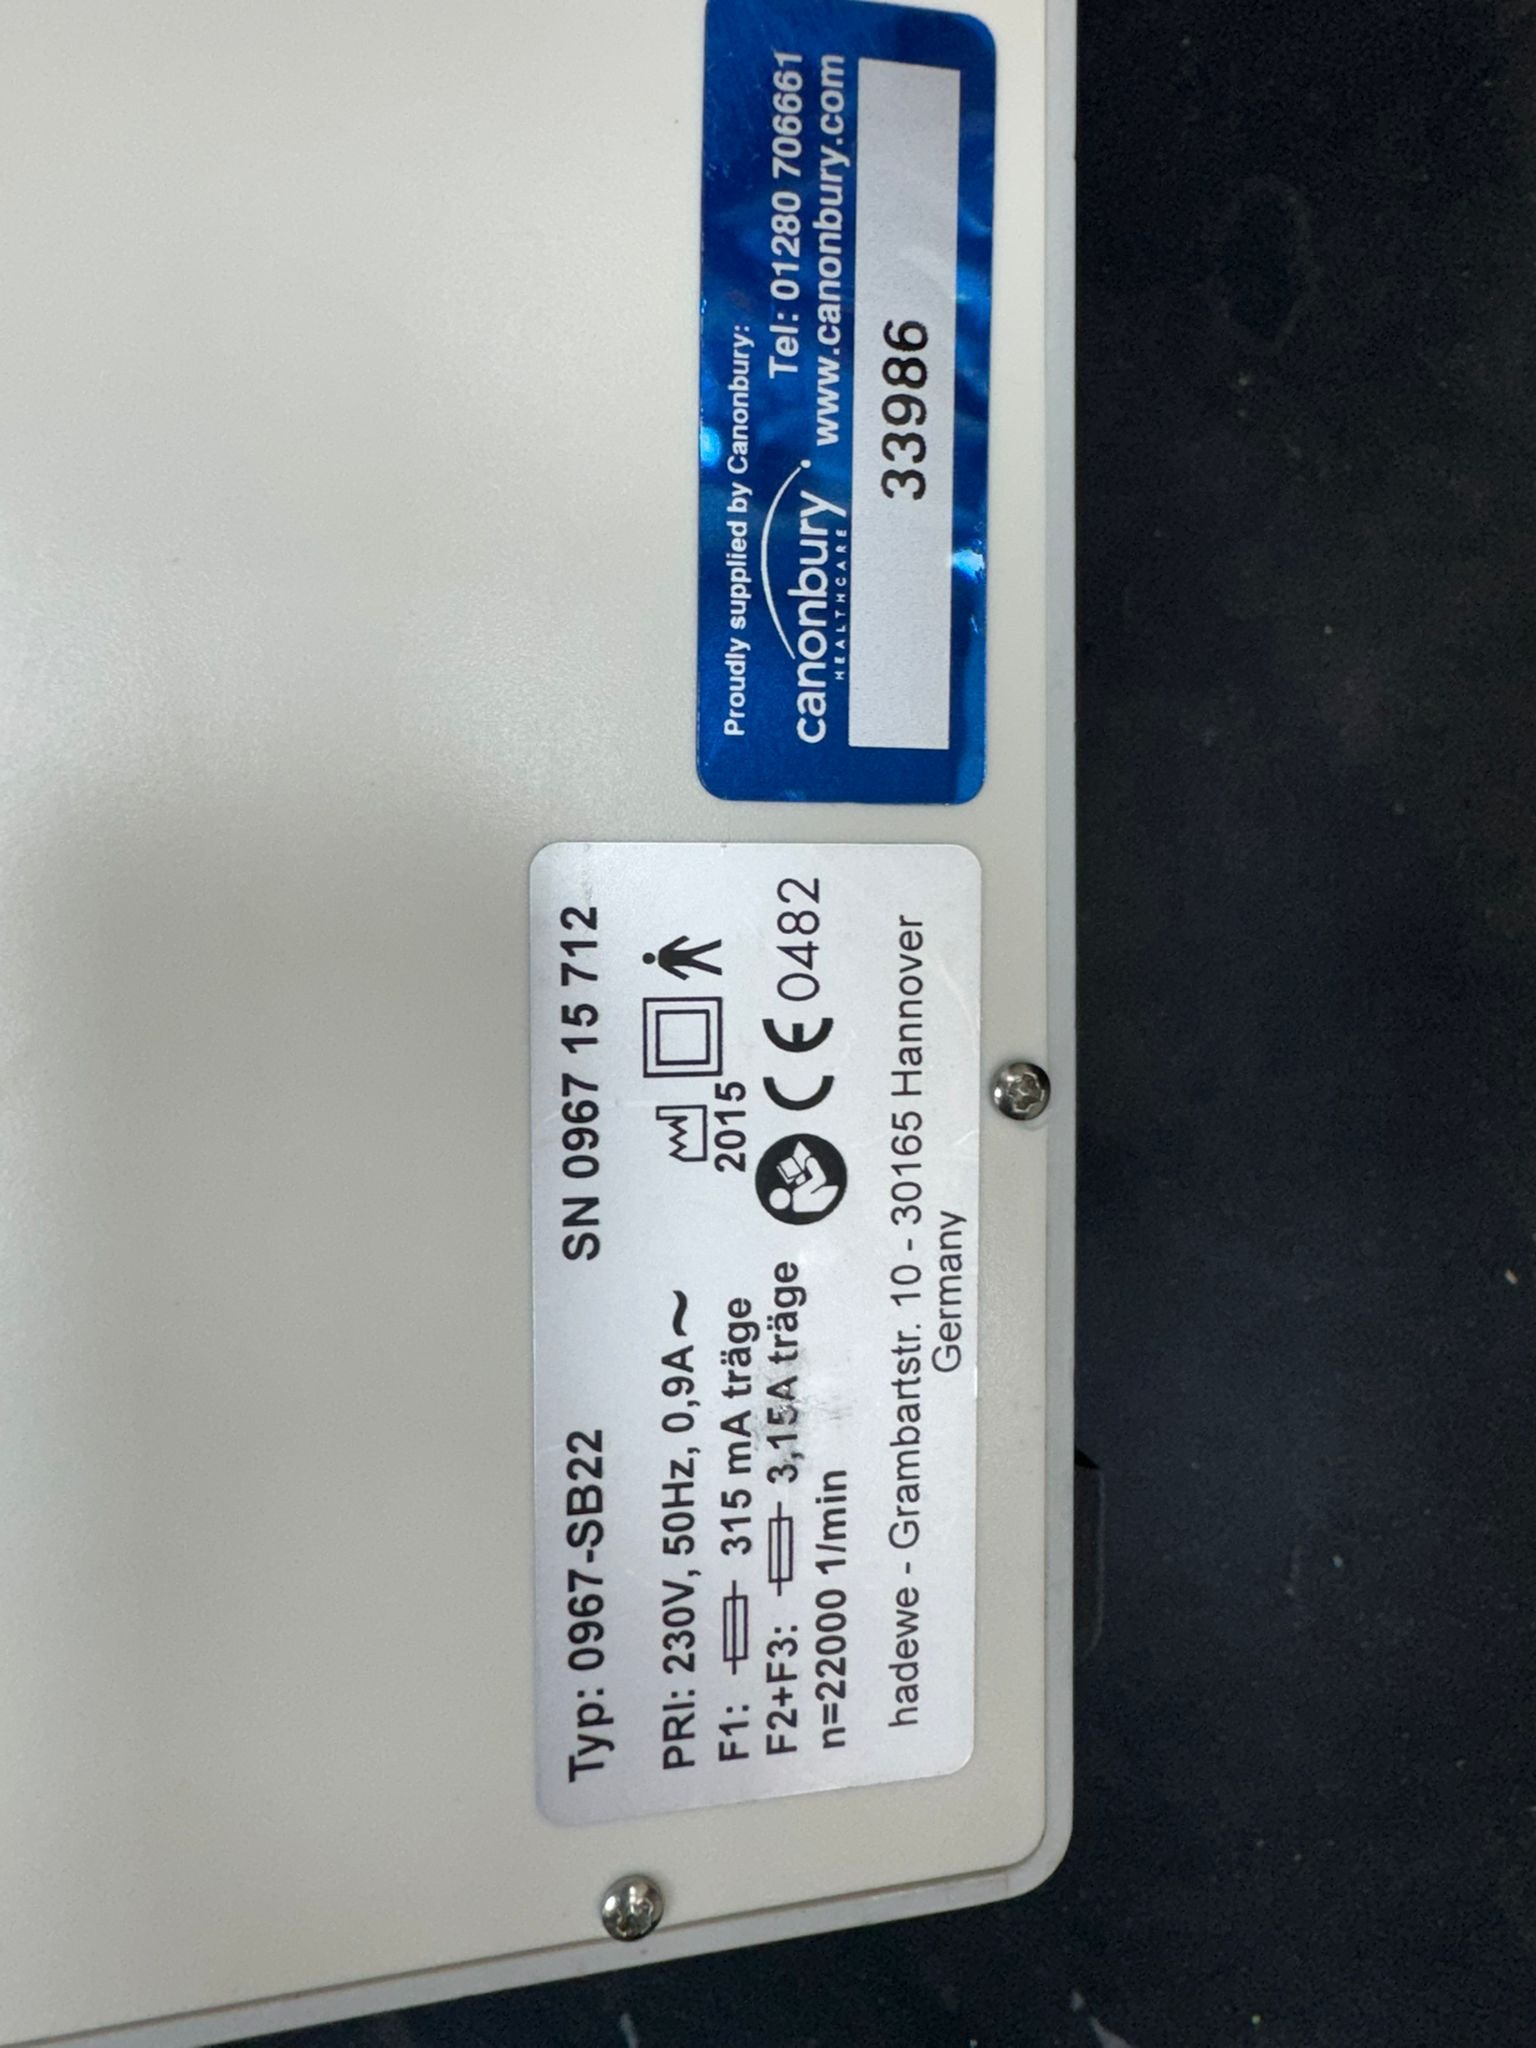 Typ: 0967-SB22 SN 0967 15 712
PRI: 230V, 50Hz, 0,9A~
F1: 315 mA träge 2015
F2+F3: 3,15A träge
n=22000 1/min CE 0482
hadewe - Grambartstr. 10 - 30165 Hannover
Germany
Proudly supplied by Canonbury:
canonbury
HEALTHCARE
Tel: 01280 706661
www.canonbury.com
33986